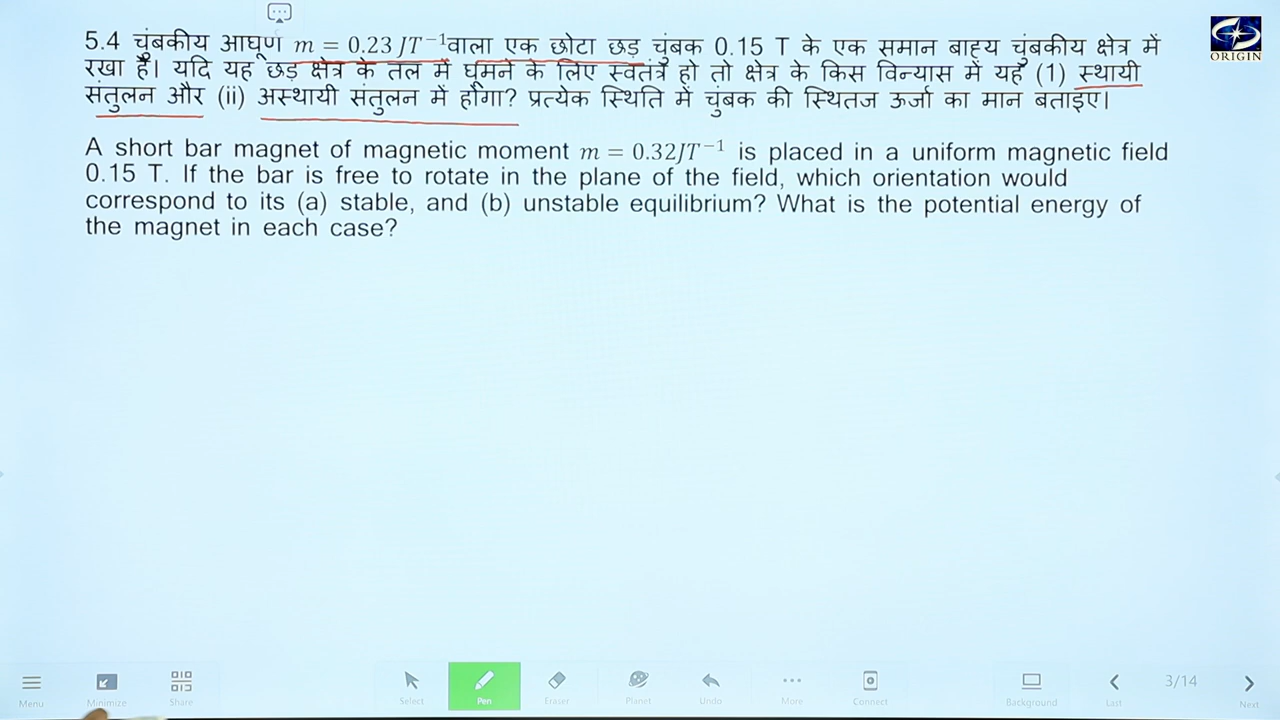 5.4 चुंबकीय आघूर्ण m = 0.23 JT⁻¹वाला एक छोटा छड़ चुंबक 0.15 T के एक समान बाह्य चुंबकीय क्षेत्र में
रखा है। यदि यह छड़ क्षेत्र के तल में घूमने के लिए स्वतंत्र हो तो क्षेत्र के किस विन्यास में यह (1) स्थायी
संतुलन और (ii) अस्थायी संतुलन में होगा? प्रत्येक स्थिति में चुंबक की स्थितज ऊर्जा का मान बताइए।
A short bar magnet of magnetic moment m = 0.32JT⁻¹ is placed in a uniform magnetic field
0.15 T. If the bar is free to rotate in the plane of the field, which orientation would
correspond to its (a) stable, and (b) unstable equilibrium? What is the potential energy of
the magnet in each case?
ORIGIN
Menu Minimize Share Select Pen Eraser Planet Undo More Connect Background Last 3/14 Next